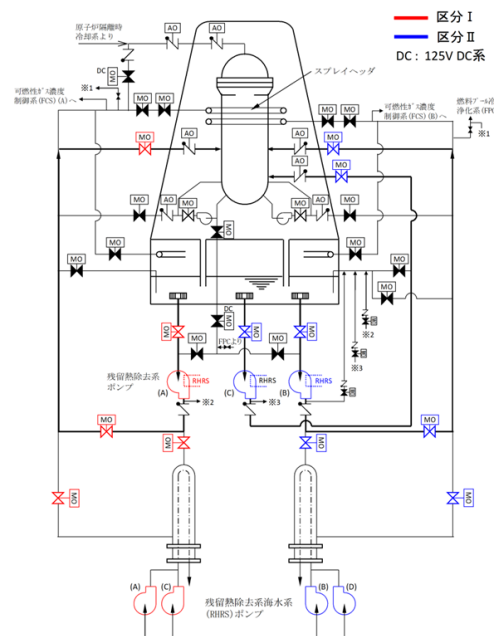 区分Ⅰ
区分Ⅱ
DC: 125V DC系
原子炉隔離時
冷却系より
AO
AO
DC
MO
※1
スプレイヘッダ
可燃性ガス濃度
制御系(FCS)(A)へ
MO
MO
MO
MO
可燃性ガス濃度
制御系(FCS)(B)へ
燃料プール冷
浄化系(FPC
※1
MO
AO
AO
MO
AO
MO
MO
AO
MO
MO
AO
MO
MO
MO
MO
MO
MO
MO
DC
MO
MO
MO
MO
MO
FPCより
MO
※2
※3
残留熱除去系
ポンプ
RHRS
RHRS
RHRS
(A)
(C)
(B)
※2
※3
MO
MO
MO
MO
MO
MO
(A)
(C)
残留熱除去系海水系
(RHRS)ポンプ
(B)
(D)